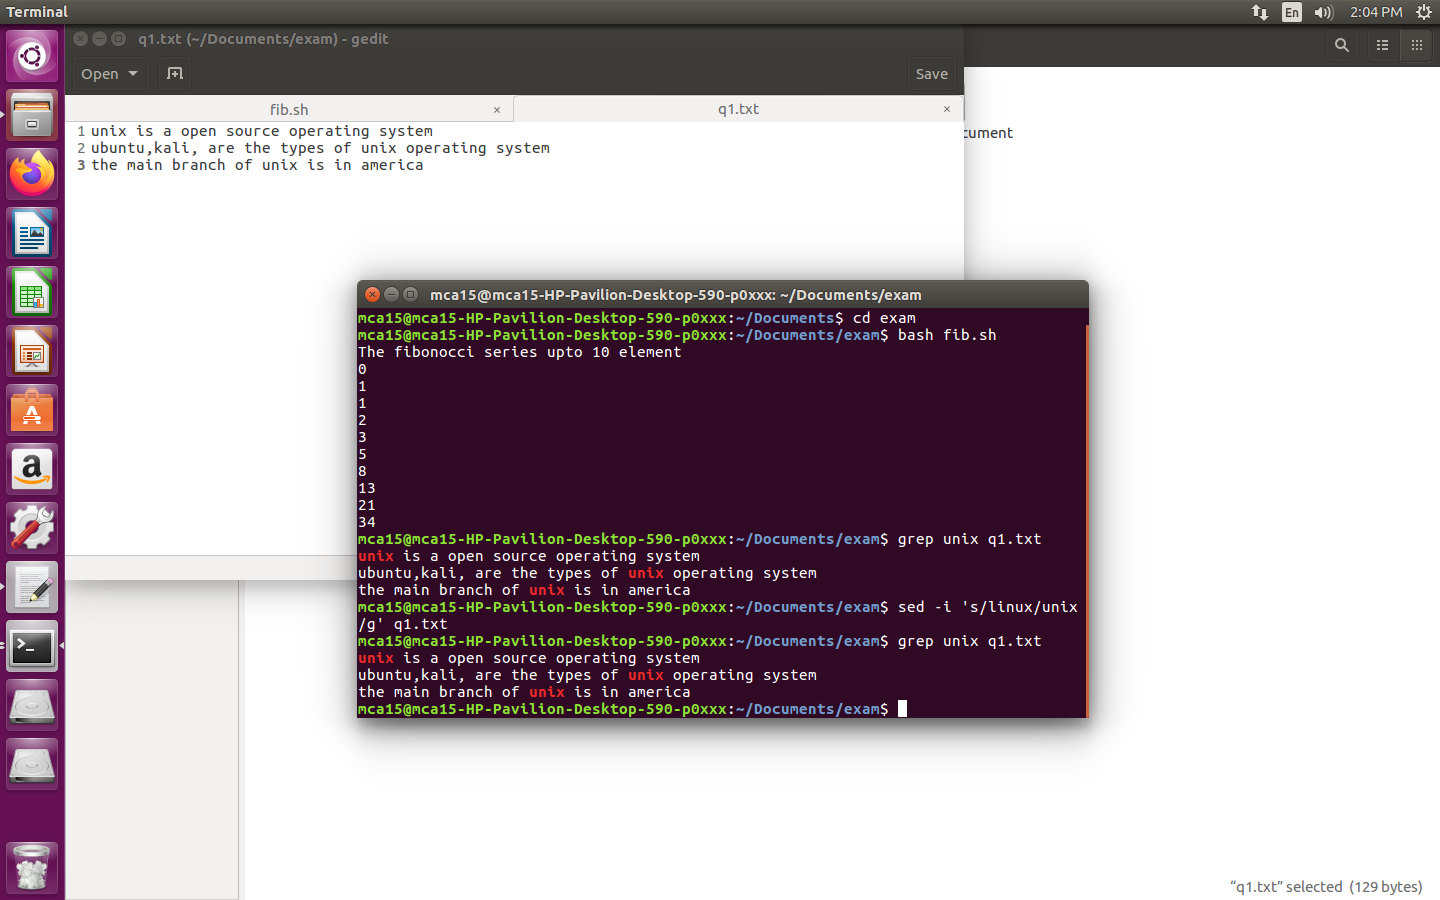 Terminal
En
2:04 PM
q1.txt (~/Documents/exam) - gedit
Open
Save
fib.sh
q1.txt
1 unix is a open source operating system
2 ubuntu,kali, are the types of unix operating system
3 the main branch of unix is in america
cument
mca15@mca15-HP-Pavilion-Desktop-590-p0xxx: ~/Documents/exam
mca15@mca15-HP-Pavilion-Desktop-590-p0xxx:~/Documents$ cd exam
mca15@mca15-HP-Pavilion-Desktop-590-p0xxx:~/Documents/exam$ bash fib.sh
The fibonocci series upto 10 element
0
1
1
2
3
5
8
13
21
34
mca15@mca15-HP-Pavilion-Desktop-590-p0xxx:~/Documents/exam$ grep unix q1.txt
unix is a open source operating system
ubuntu,kali, are the types of unix operating system
the main branch of unix is in america
mca15@mca15-HP-Pavilion-Desktop-590-p0xxx:~/Documents/exam$ sed -i 's/linux/unix
/g' q1.txt
mca15@mca15-HP-Pavilion-Desktop-590-p0xxx:~/Documents/exam$ grep unix q1.txt
unix is a open source operating system
ubuntu,kali, are the types of unix operating system
the main branch of unix is in america
mca15@mca15-HP-Pavilion-Desktop-590-p0xxx:~/Documents/exam$
“q1.txt” selected (129 bytes)